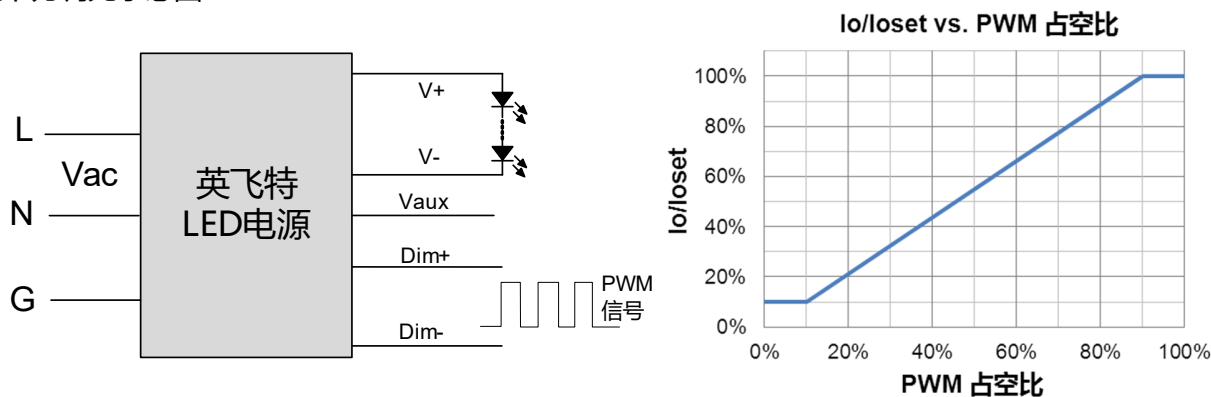 L
Vac
N
G
英飞特
LED电源
V+
V-
Vaux
Dim+
Dim-
PWM
信号
Io/Ioset vs. PWM 占空比
Io/Ioset
100%
80%
60%
40%
20%
0%
0% 20% 40% 60% 80% 100%
PWM 占空比